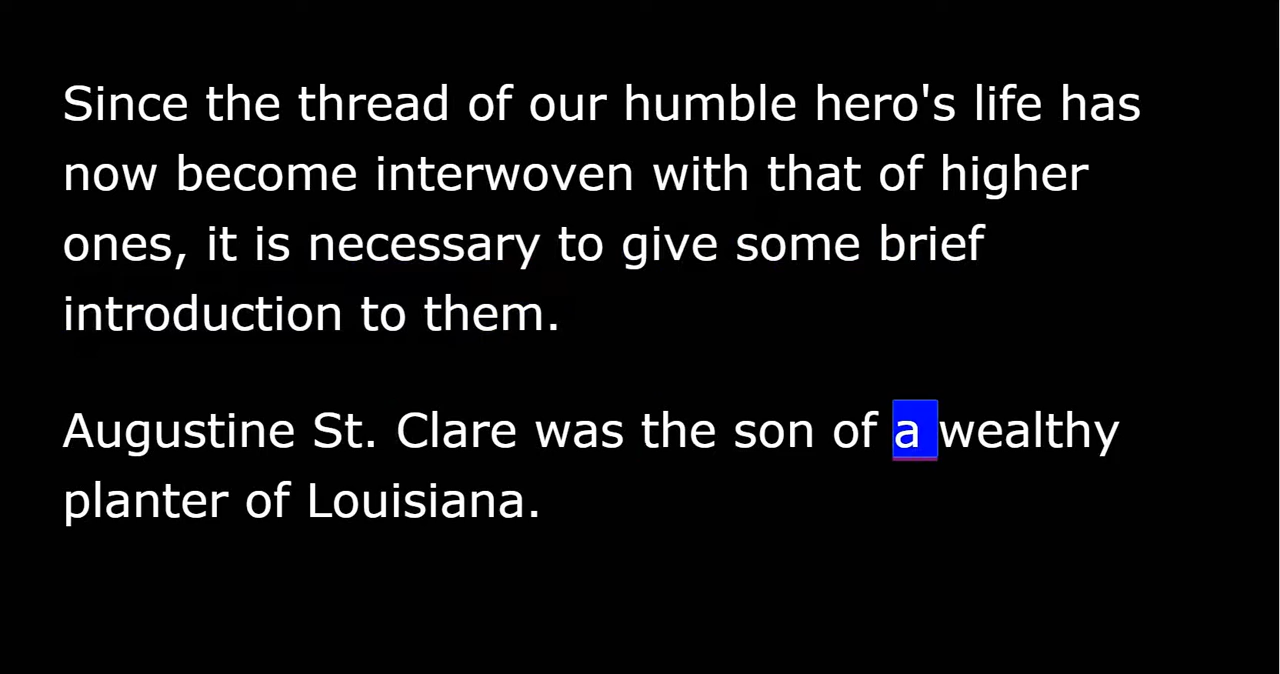 Since the thread of our humble hero's life has
now become interwoven with that of higher
ones, it is necessary to give some brief
introduction to them.
Augustine St. Clare was the son of a wealthy
planter of Louisiana.